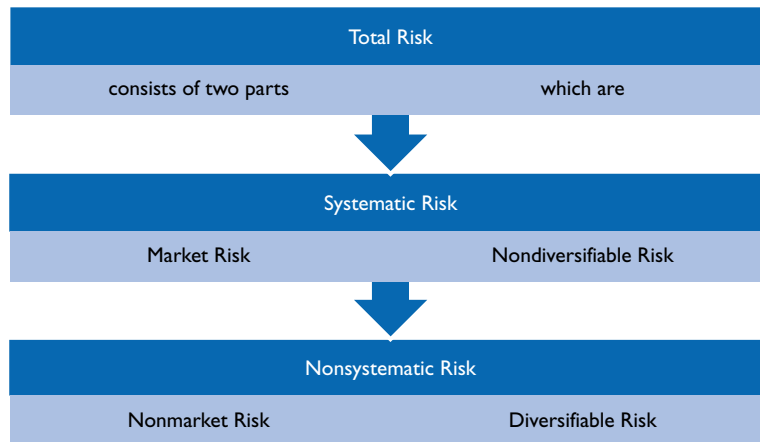 Total Risk
consists of two parts which are
Systematic Risk
Market Risk Nondiversifiable Risk
Nonsystematic Risk
Nonmarket Risk Diversifiable Risk